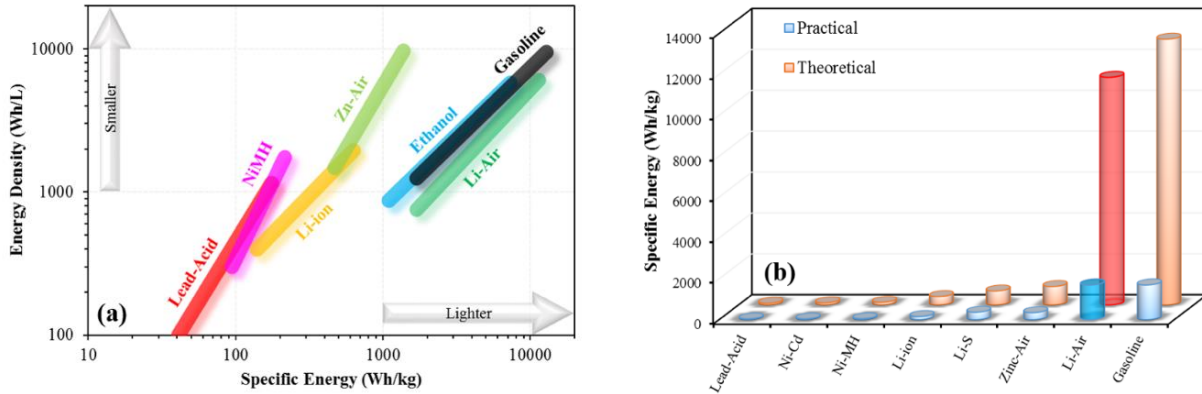 Energy Density (Wh/L)
10000
1000
100
Smaller
Lead-Acid
NiMH
Li-ion
Zn-Air
Ethanol
Gasoline
Li-Air
(a)
Lighter
10
100
1000
10000
Specific Energy (Wh/kg)
Specific Energy (Wh/kg)
14000
12000
10000
8000
6000
4000
2000
0
Practical
Theoretical
(b)
Lead-Acid
Ni-Cd
Ni-MH
Li-ion
Li-S
Zinc-Air
Li-Air
Gasoline